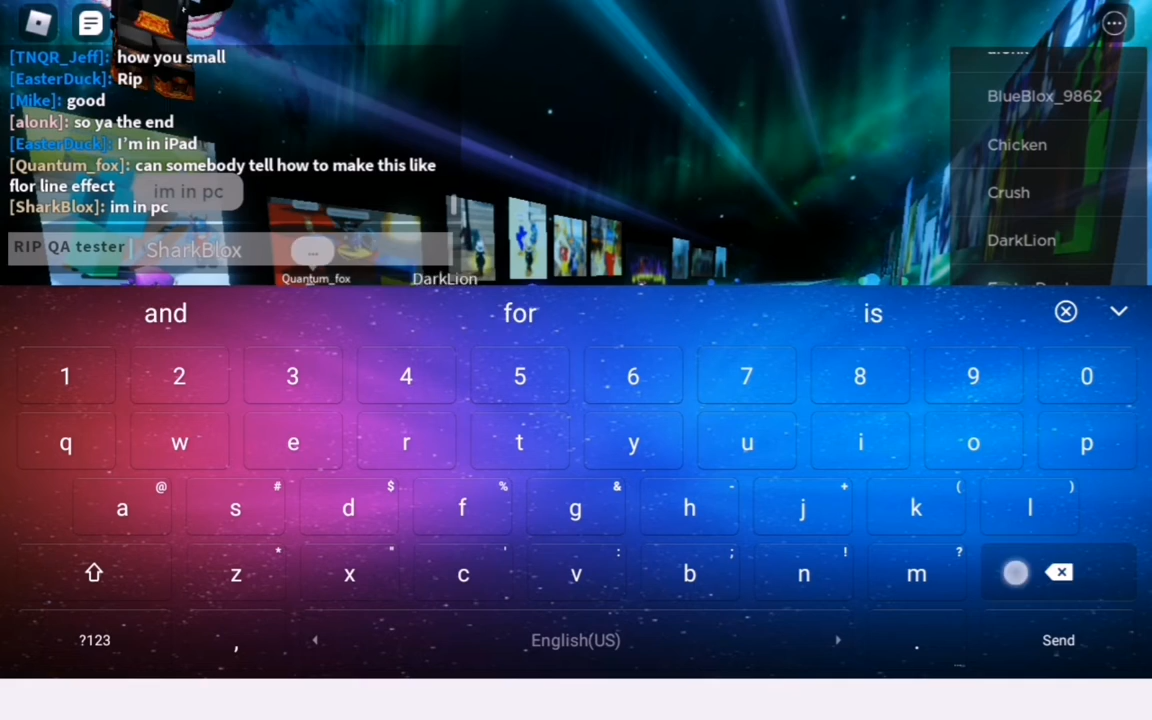 [TNQR_Jeff]: how you small
[EasterDuck]: Rip
[Mike]: good
[alonk]: so ya the end
[EasterDuck]: I'm in iPad
[Quantum_fox]: can somebody tell how to make this like
flor line effect
im in pc
[SharkBlox]: im in pc
RIP QA tester
SharkBlox
...
Quantum_fox
DarkLion
alonk
BlueBlox_9862
Chicken
Crush
DarkLion
and for is
1 2 3 4 5 6 7 8 9 0
q w e r t y u i o p
@ # $ % & - + ( )
a s d f g h j k l
* " ' : ; ! ?
z x c v b n m
?123 , English(US) . Send